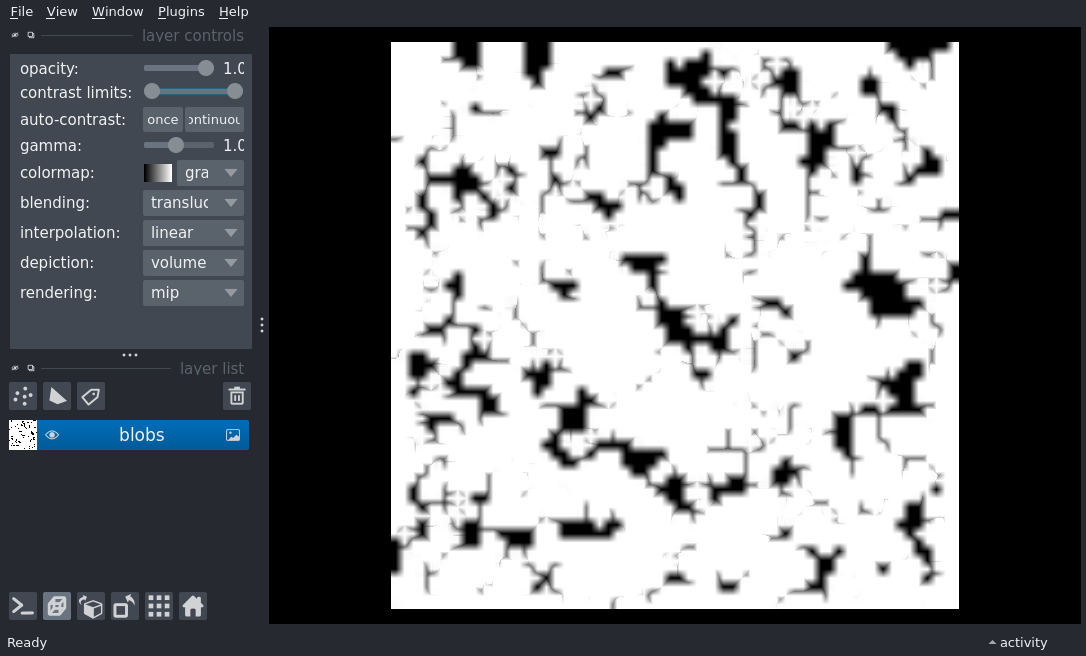 File View Window Plugins Help
layer controls
opacity: 1.0
contrast limits:
auto-contrast: once ontinuou
gamma: 1.0
colormap: gra
blending: transluc
interpolation: linear
depiction: volume
rendering: mip
layer list
blobs
Ready
activity